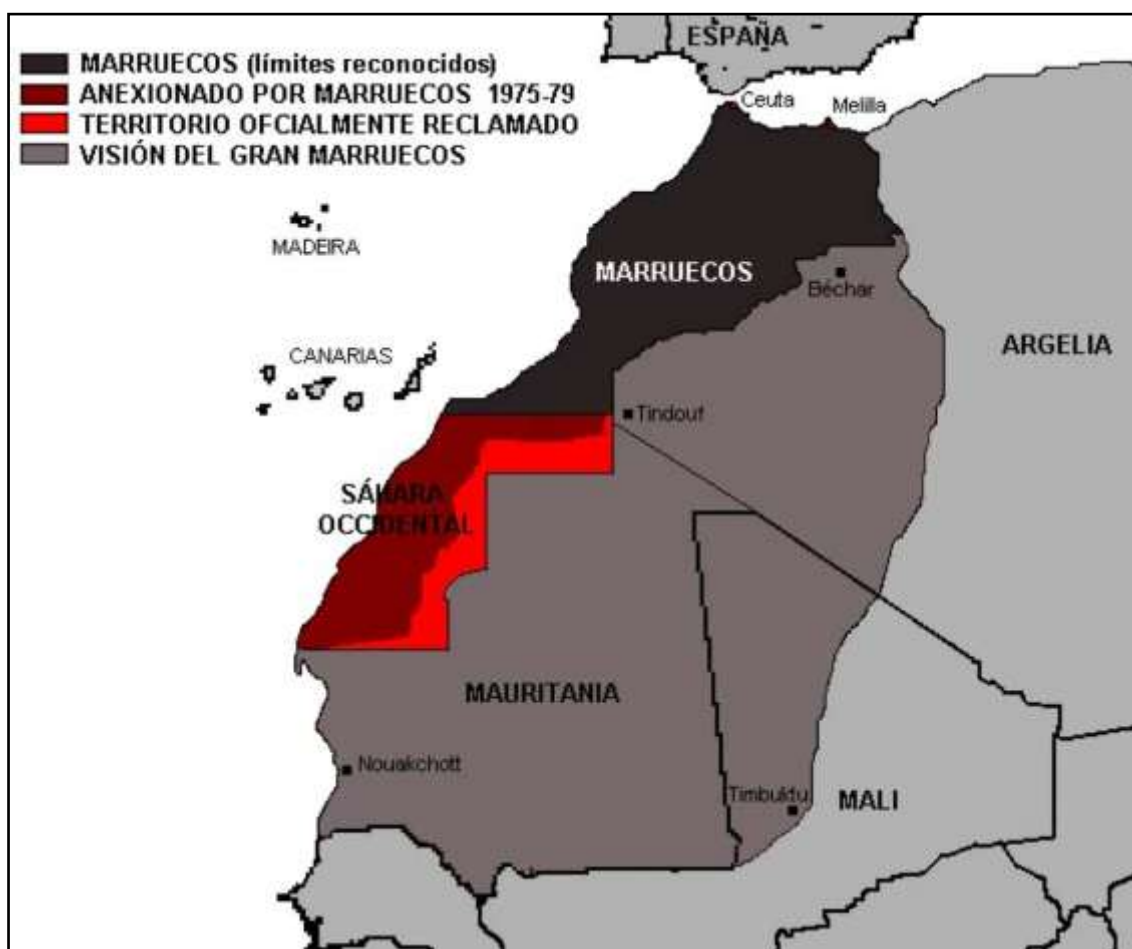 MARRUECOS (límites reconocidos)
ANEXIONADO POR MARRUECOS 1975-79
TERRITORIO OFCIALMENTE RECLAMADO
VISIÓN DEL GRAN MARRUECOS
ESPAÑA
Ceuta
Melilla
MADEIRA
MARRUECOS
Béchar
ARGELIA
CANARIAS
Tindouf
SÁHARA
OCCIDENTAL
MAURITANIA
Nouakchott
Timbuktu
MALI